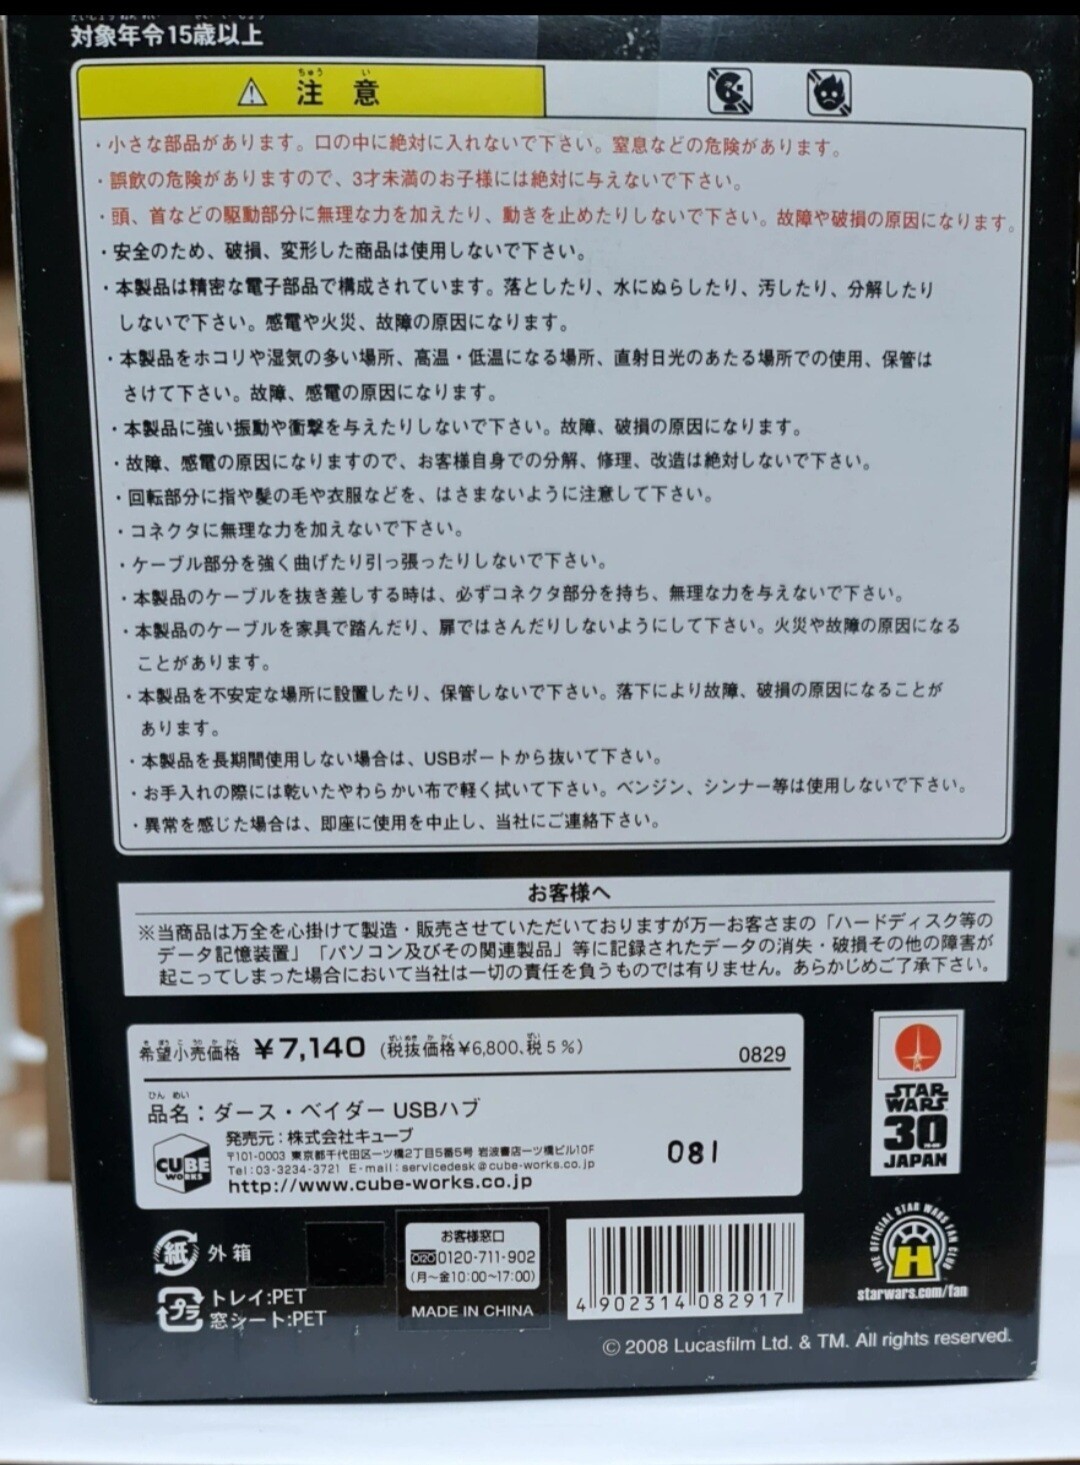 対象年令15歳以上
注意
・小さな部品があります。口の中に絶対に入れないで下さい。窒息などの危険があります。
・誤飲の危険がありますので、3才未満のお子様には絶対に与えないで下さい。
・頭、首などの駆動部分に無理な力を加えたり、動きを止めたりしないで下さい。故障や破損の原因になります。
・安全のため、破損、変形した商品は使用しないで下さい。
・本製品は精密な電子部品で構成されています。落としたり、水にぬらしたり、汚したり、分解したり
しないで下さい。感電や火災、故障の原因になります。
・本製品をホコリや湿気の多い場所、高温・低温になる場所、直射日光のあたる場所での使用、保管は
さけて下さい。故障、感電の原因になります。
・本製品に強い振動や衝撃を与えたりしないで下さい。故障、破損の原因になります。
・故障、感電の原因になりますので、お客様自身での分解、修理、改造は絶対しないで下さい。
・回転部分に指や髪の毛や衣服などを、はさまないように注意して下さい。
・コネクタに無理な力を加えないで下さい。
・ケーブル部分を強く曲げたり引っ張ったりしないで下さい。
・本製品のケーブルを抜き差しする時は、必ずコネクタ部分を持ち、無理な力を与えないで下さい。
・本製品のケーブルを家具で踏んだり、扉ではさんだりしないようにして下さい。火災や故障の原因になる
ことがあります。
・本製品を不安定な場所に設置したり、保管しないで下さい。落下により故障、破損の原因になることが
あります。
・本製品を長期間使用しない場合は、USBポートから抜いて下さい。
・お手入れの際には乾いたやわらかい布で軽く拭いて下さい。ベンジン、シンナー等は使用しないで下さい。
・異常を感じた場合は、即座に使用を中止し、当社にご連絡下さい。
お客様へ
※当商品は万全を心掛けて製造・販売させていただいておりますが万一お客さまの「ハードディスク等の
データ記憶装置」「パソコン及びその関連製品」等に記録されたデータの消失・破損その他の障害が
起こってしまった場合において当社は一切の責任を負うものでは有りません。あらかじめご了承下さい。
希望小売価格 ￥7,140 (税抜価格￥6,800、税5%)
0829
品名：ダース・ベイダー USBハブ
発売元：株式会社キューブ
〒101-0003 東京都千代田区一ツ橋2丁目5番5号 岩波書店一ツ橋ビル10F
Tel:03-3234-3721 E-mail:servicedesk@cube-works.co.jp
http://www.cube-works.co.jp
CUBE
WORKS
081
STAR
WARS
30
JAPAN
紙 外箱
プラ トレイ:PET
窓シート:PET
お客様窓口
0120-711-902
(月～金10:00～17:00)
MADE IN CHINA
4 902314 082917
THE OFFICIAL STAR WARS FAN CLUB
H
starwars.com/fan
© 2008 Lucasfilm Ltd. & TM. All rights reserved.